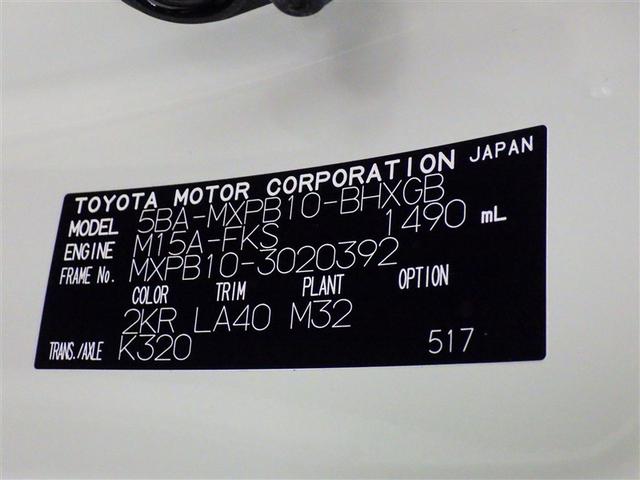 TOYOTA MOTOR CORPORATION JAPAN
MODEL 5BA-MXPB10-BHXGB
ENGINE M15A-FKS 1490 mL
FRAME No. MXPB10-3020392
COLOR TRIM PLANT OPTION
2KR LA40 M32
TRANS./AXLE K320 517